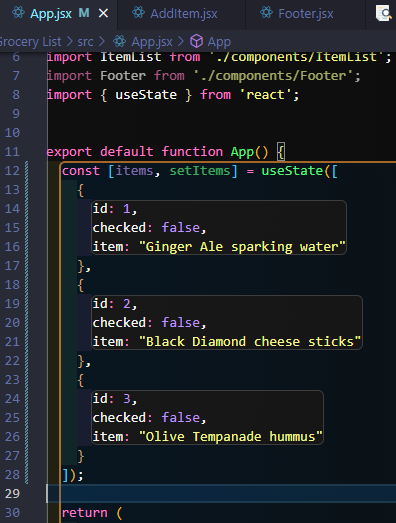 App.jsx M X AddItem.jsx Footer.jsx
Grocery List > src > App.jsx > App
6 import ItemList from './components/ItemList';
7 import Footer from './components/Footer';
8 import { useState } from 'react';
9
10
11 export default function App() {
12 const [items, setItems] = useState([
13 {
14 id: 1,
15 checked: false,
16 item: "Ginger Ale sparking water"
17 },
18 {
19 id: 2,
20 checked: false,
21 item: "Black Diamond cheese sticks"
22 },
23 {
24 id: 3,
25 checked: false,
26 item: "Olive Tempanade hummus"
27 }
28 ]);
29
30 return (